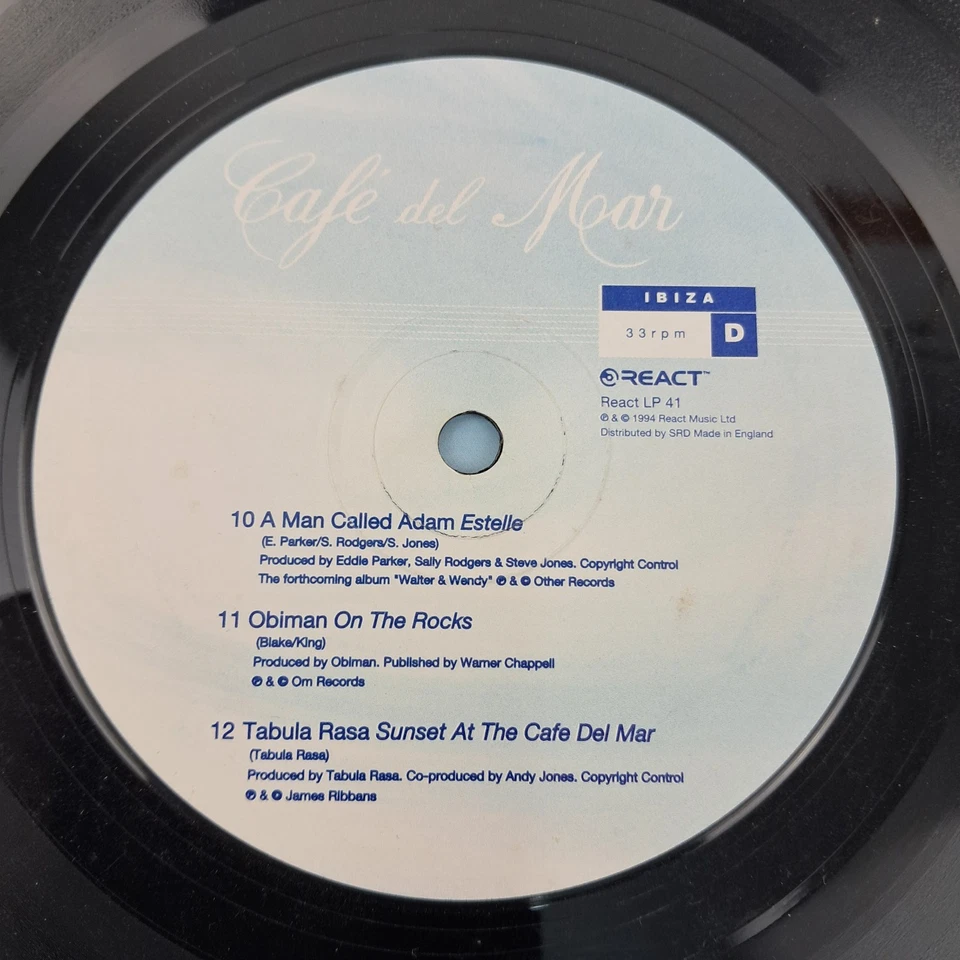 Café del Mar
IBIZA
33rpm D
REACT™
React LP 41
℗ & © 1994 React Music Ltd
Distributed by SRD Made in England
10 A Man Called Adam Estelle
(E. Parker/S. Rodgers/S. Jones)
Produced by Eddie Parker, Sally Rodgers & Steve Jones. Copyright Control
The forthcoming album "Walter & Wendy" ℗ & © Other Records
11 Obiman On The Rocks
(Blake/King)
Produced by Obiman. Published by Warner Chappell
℗ & © Om Records
12 Tabula Rasa Sunset At The Cafe Del Mar
(Tabula Rasa)
Produced by Tabula Rasa. Co-produced by Andy Jones. Copyright Control
℗ & © James Ribbans